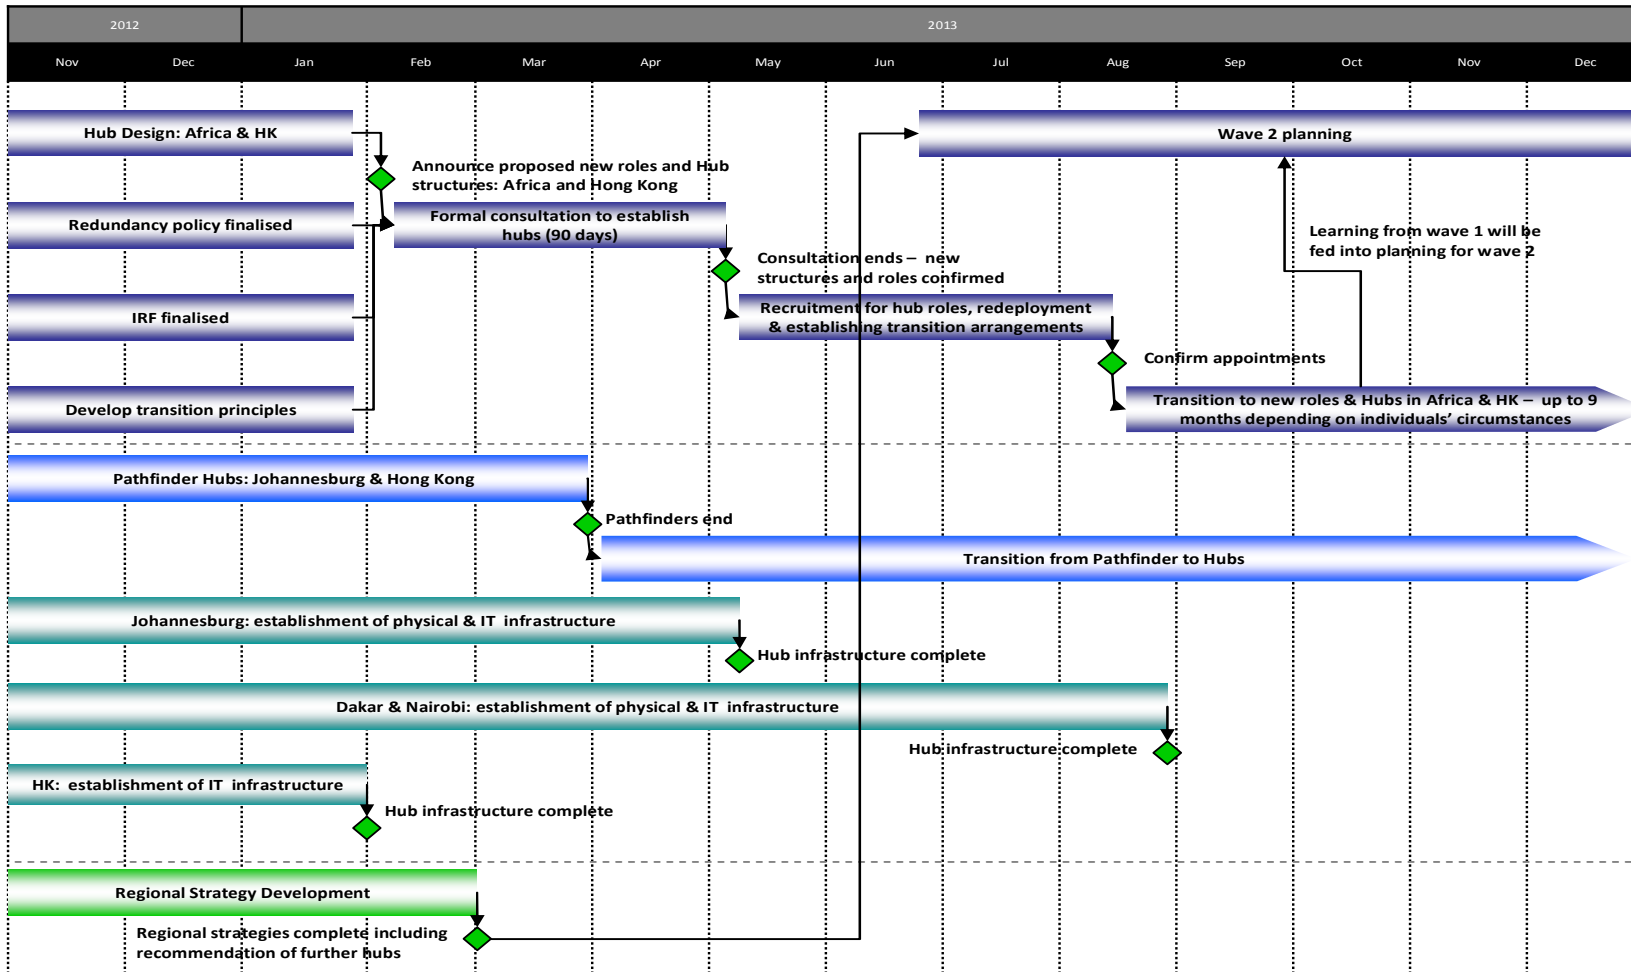 2012
2013
Nov
Dec
Jan
Feb
Mar
Apr
May
Jun
Jul
Aug
Sep
Oct
Nov
Dec
Hub Design: Africa & HK
Wave 2 planning
Announce proposed new roles and Hub
structures: Africa and Hong Kong
Redundancy policy finalised
Formal consultation to establish
hubs (90 days)
Learning from wave 1 will be
fed into planning for wave 2
Consultation ends – new
structures and roles confirmed
IRF finalised
Recruitment for hub roles, redeployment
& establishing transition arrangements
Confirm appointments
Develop transition principles
Transition to new roles & Hubs in Africa & HK – up to 9
months depending on individuals’ circumstances
Pathfinder Hubs: Johannesburg & Hong Kong
Pathfinders end
Transition from Pathfinder to Hubs
Johannesburg: establishment of physical & IT infrastructure
Hub infrastructure complete
Dakar & Nairobi: establishment of physical & IT infrastructure
Hub infrastructure complete
HK: establishment of IT infrastructure
Hub infrastructure complete
Regional Strategy Development
Regional strategies complete including
recommendation of further hubs